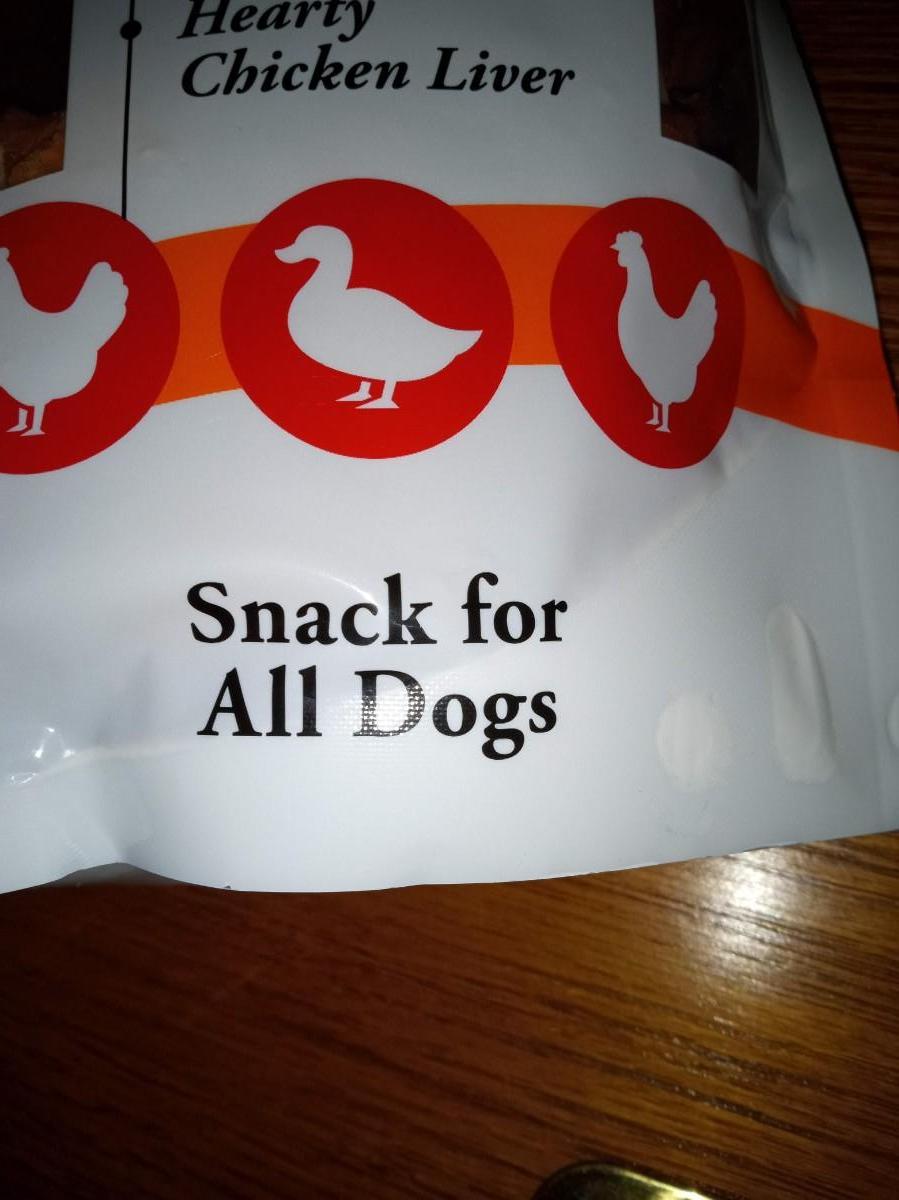 Hearty
Chicken Liver
Snack for
All Dogs